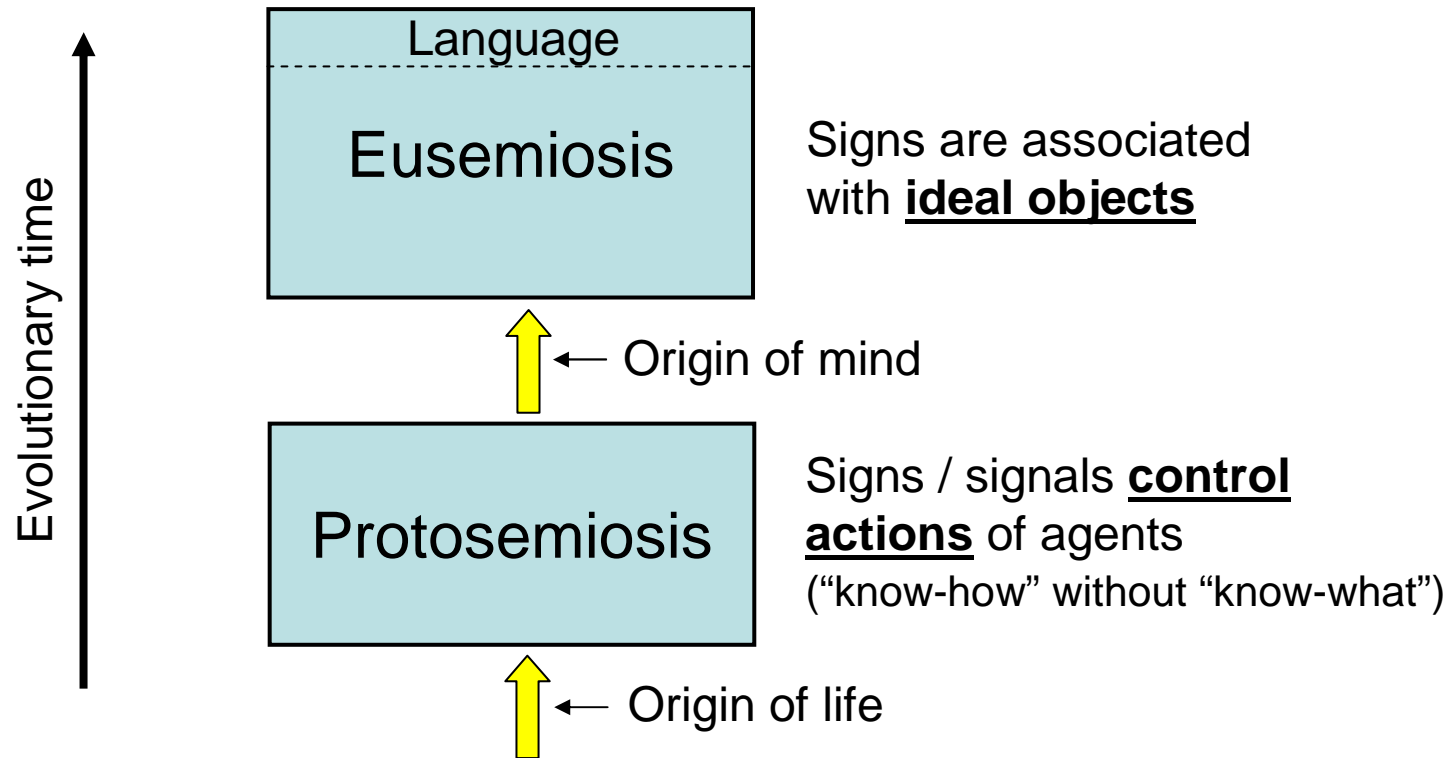 Language
Eusemiosis
Signs are associated
with ideal objects
Evolutionary time
Origin of mind
Protosemiosis
Signs / signals control
actions of agents
(“know-how” without “know-what”)
Origin of life